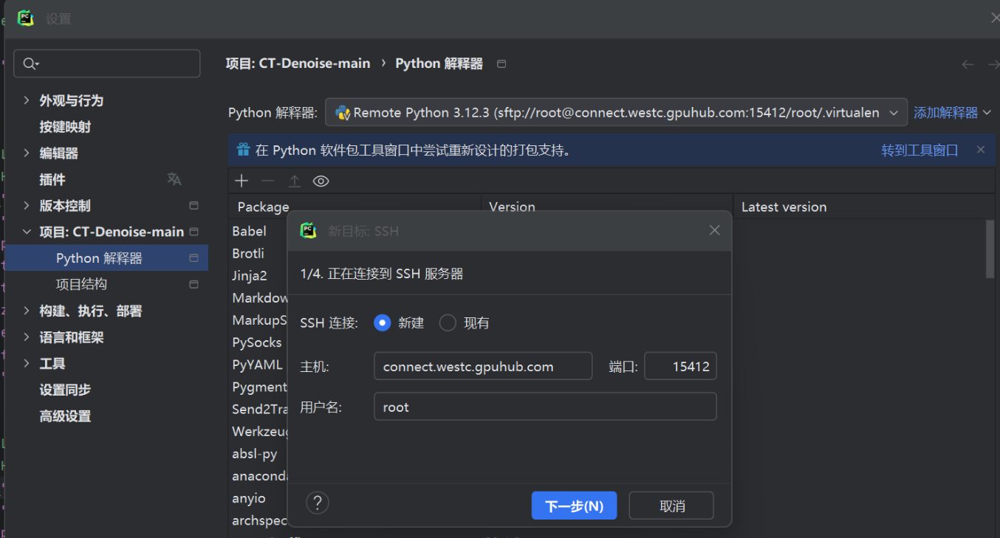 设置
项目: CT-Denoise-main › Python 解释器
外观与行为
按键映射
编辑器
插件
版本控制
项目: CT-Denoise-main
Python 解释器
项目结构
构建、执行、部署
语言和框架
工具
设置同步
高级设置
Python 解释器: Remote Python 3.12.3 (sftp://root@connect.westc.gpuhub.com:15412/root/.virtualen 添加解释器
在 Python 软件包工具窗口中尝试重新设计的打包支持。 转到工具窗口
Package Version Latest version
Babel
Brotli
Jinja2
Markdow
MarkupS
PySocks
PyYAML
Pygment
Send2Tra
Werkzeug
absl-py
anaconda
anyio
archspec
新目标: SSH
1/4. 正在连接到 SSH 服务器
SSH 连接: 新建 现有
主机: connect.westc.gpuhub.com 端口: 15412
用户名: root
? 下一步(N) 取消